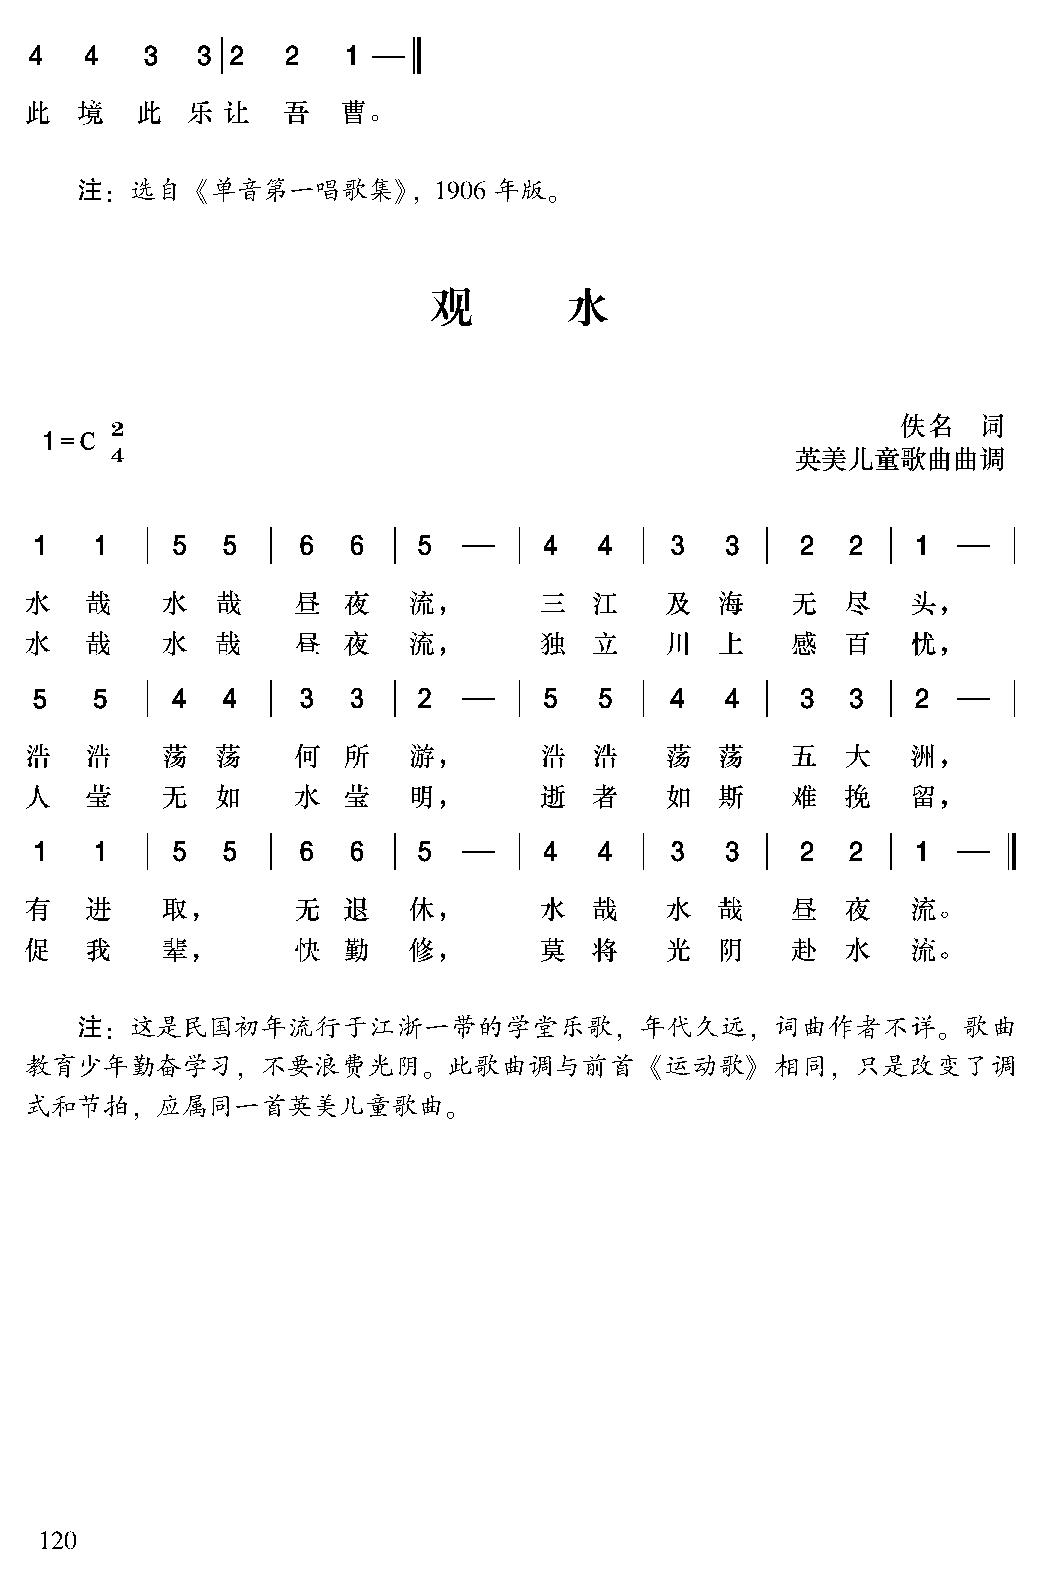 4 4 3 3 | 2 2 1 — ‖
此 境 此 乐 让 吾 曹。
注：选自《单音第一唱歌集》，1906 年版。
观 水
1=C 2/4
佚名 词
英美儿童歌曲曲调
1 1 | 5 5 | 6 6 | 5 — | 4 4 | 3 3 | 2 2 | 1 — |
水 哉 水 哉 昼 夜 流， 三 江 及 海 无 尽 头，
水 哉 水 哉 昼 夜 流， 独 立 川 上 感 百 忧，
5 5 | 4 4 | 3 3 | 2 — | 5 5 | 4 4 | 3 3 | 2 — |
浩 浩 荡 荡 何 所 游， 浩 浩 荡 荡 五 大 洲，
人 莹 无 如 水 莹 明， 逝 者 如 斯 难 挽 留，
1 1 | 5 5 | 6 6 | 5 — | 4 4 | 3 3 | 2 2 | 1 — ‖
有 进 取， 无 退 休， 水 哉 水 哉 昼 夜 流。
促 我 辈， 快 勤 修， 莫 将 光 阴 赴 水 流。
注：这是民国初年流行于江浙一带的学堂乐歌，年代久远，词曲作者不详。歌曲
教育少年勤奋学习，不要浪费光阴。此歌曲调与前首《运动歌》相同，只是改变了调
式和节拍，应属同一首英美儿童歌曲。
120